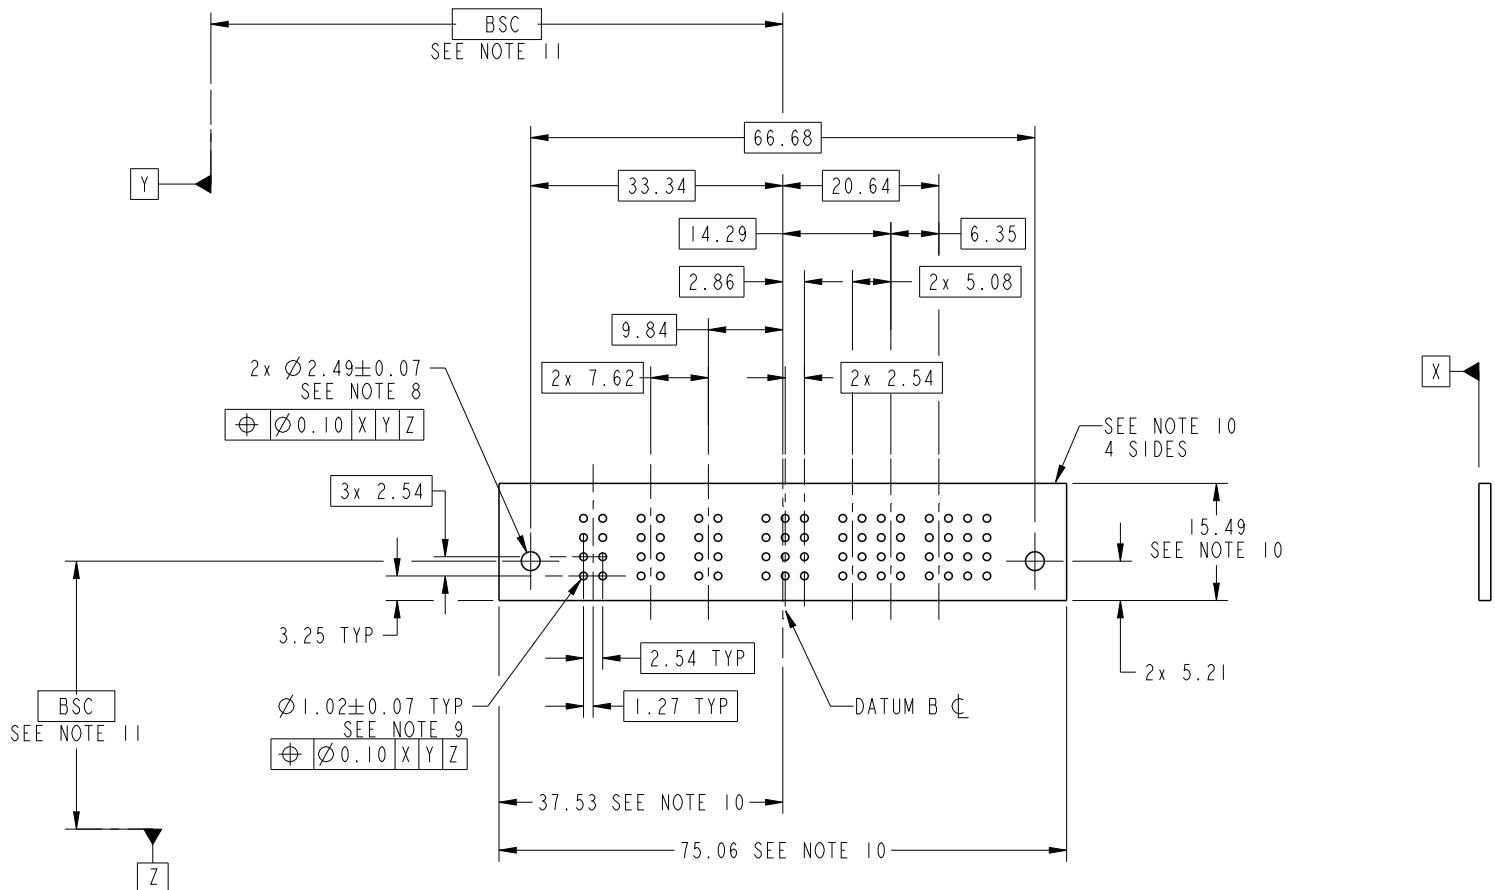 BSC
SEE NOTE 11
66.68
Y
33.34
20.64
14.29
6.35
2.86
2x 5.08
9.84
2x Ø2.49±0.07
SEE NOTE 8
⌖ Ø0.10 X Y Z
2x 7.62
2x 2.54
X
SEE NOTE 10
4 SIDES
3x 2.54
15.49
SEE NOTE 10
3.25 TYP
2.54 TYP
2x 5.21
BSC
SEE NOTE 11
Ø1.02±0.07 TYP
SEE NOTE 9
⌖ Ø0.10 X Y Z
1.27 TYP
DATUM B ℄
37.53 SEE NOTE 10
75.06 SEE NOTE 10
Z